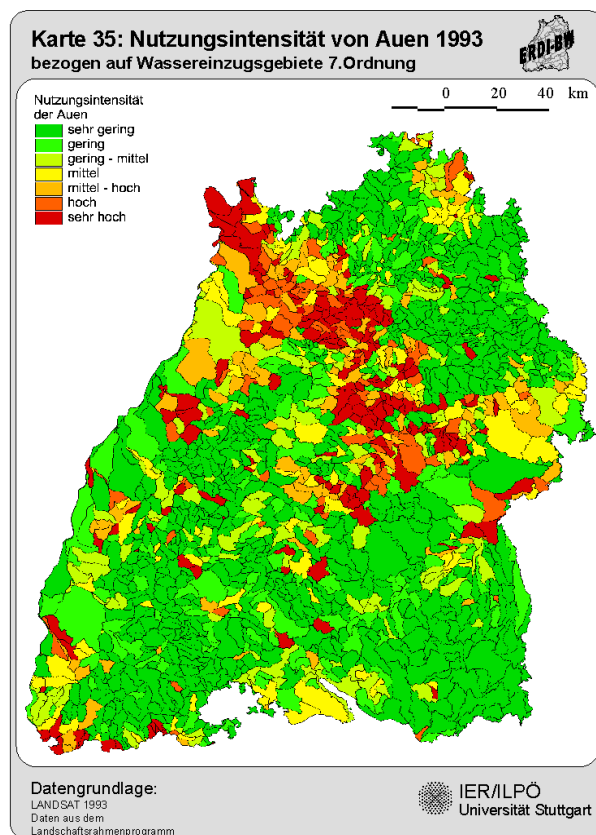 Karte 35: Nutzungsintensität von Auen 1993
bezogen auf Wassereinzugsgebiete 7.Ordnung
ERDI-BW
Nutzungsintensität
der Auen
sehr gering
gering
gering - mittel
mittel
mittel - hoch
hoch
sehr hoch
0 20 40 km
Datengrundlage:
LANDSAT 1993
Daten aus dem
Landschaftsrahmenprogramm
IER/ILPÖ
Universität Stuttgart